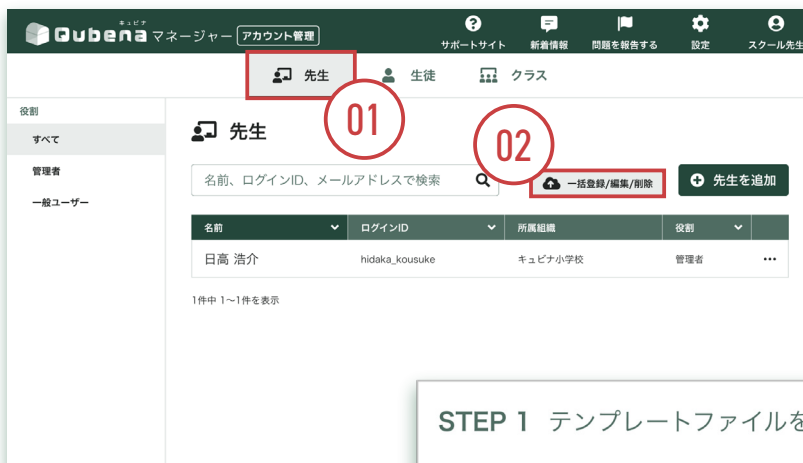 キュビナ
Qubena マネージャー アカウント管理
サポートサイト 新着情報 問題を報告する 設定 スクール先生
先生 生徒 クラス
01
役割
すべて
管理者
一般ユーザー
先生
02
名前、ログインID、メールアドレスで検索
一括登録/編集/削除
先生を追加
名前 ログインID 所属組織 役割
日高 浩介 hidaka_kousuke キュビナ小学校 管理者
1件中 1〜1件を表示
STEP 1 テンプレートファイルを